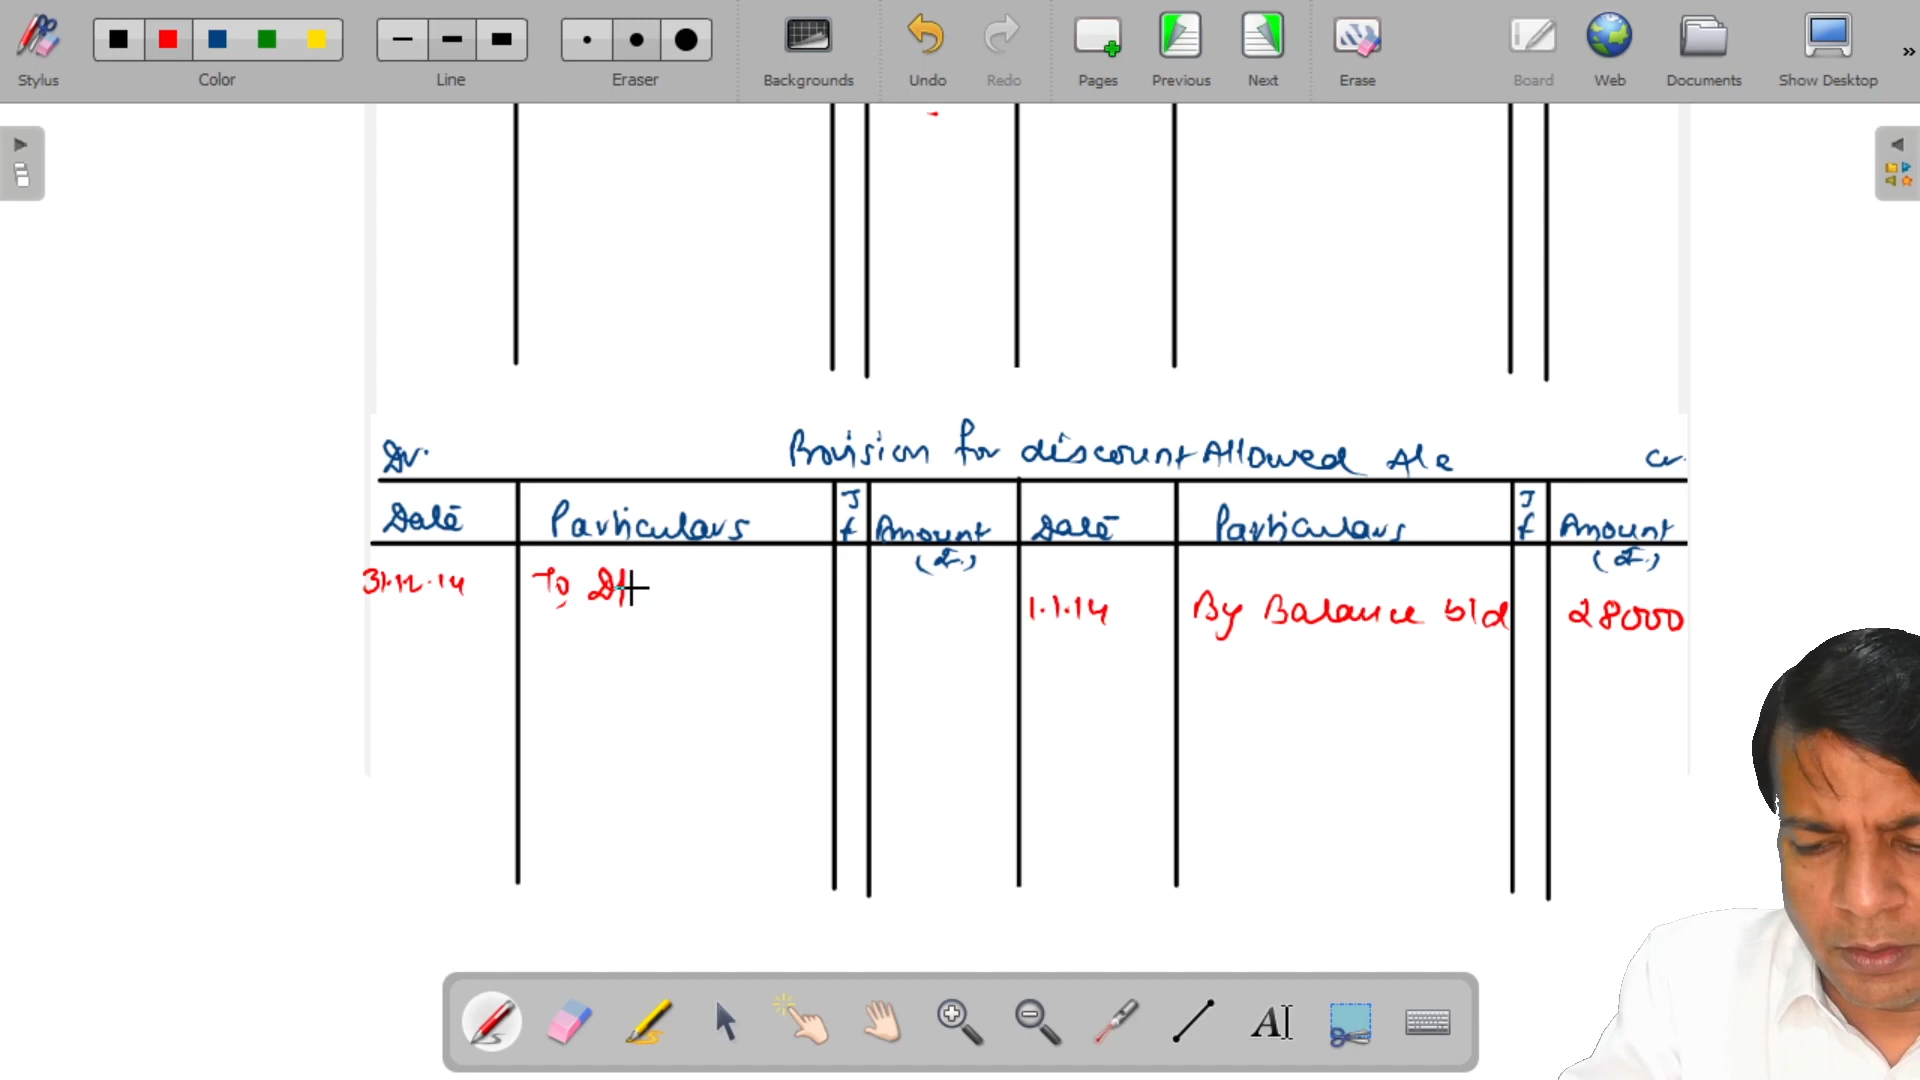 Stylus Color Line Eraser Backgrounds Undo Redo Pages Previous Next Erase Board Web Documents Show Desktop »
Dr. Provision for discount Allowed A/c Cr.
Date Particulars J f Amount Date Particulars J f Amount
(₹) (₹)
31.12.14 To Di
1.1.14 By Balance b/d 28000